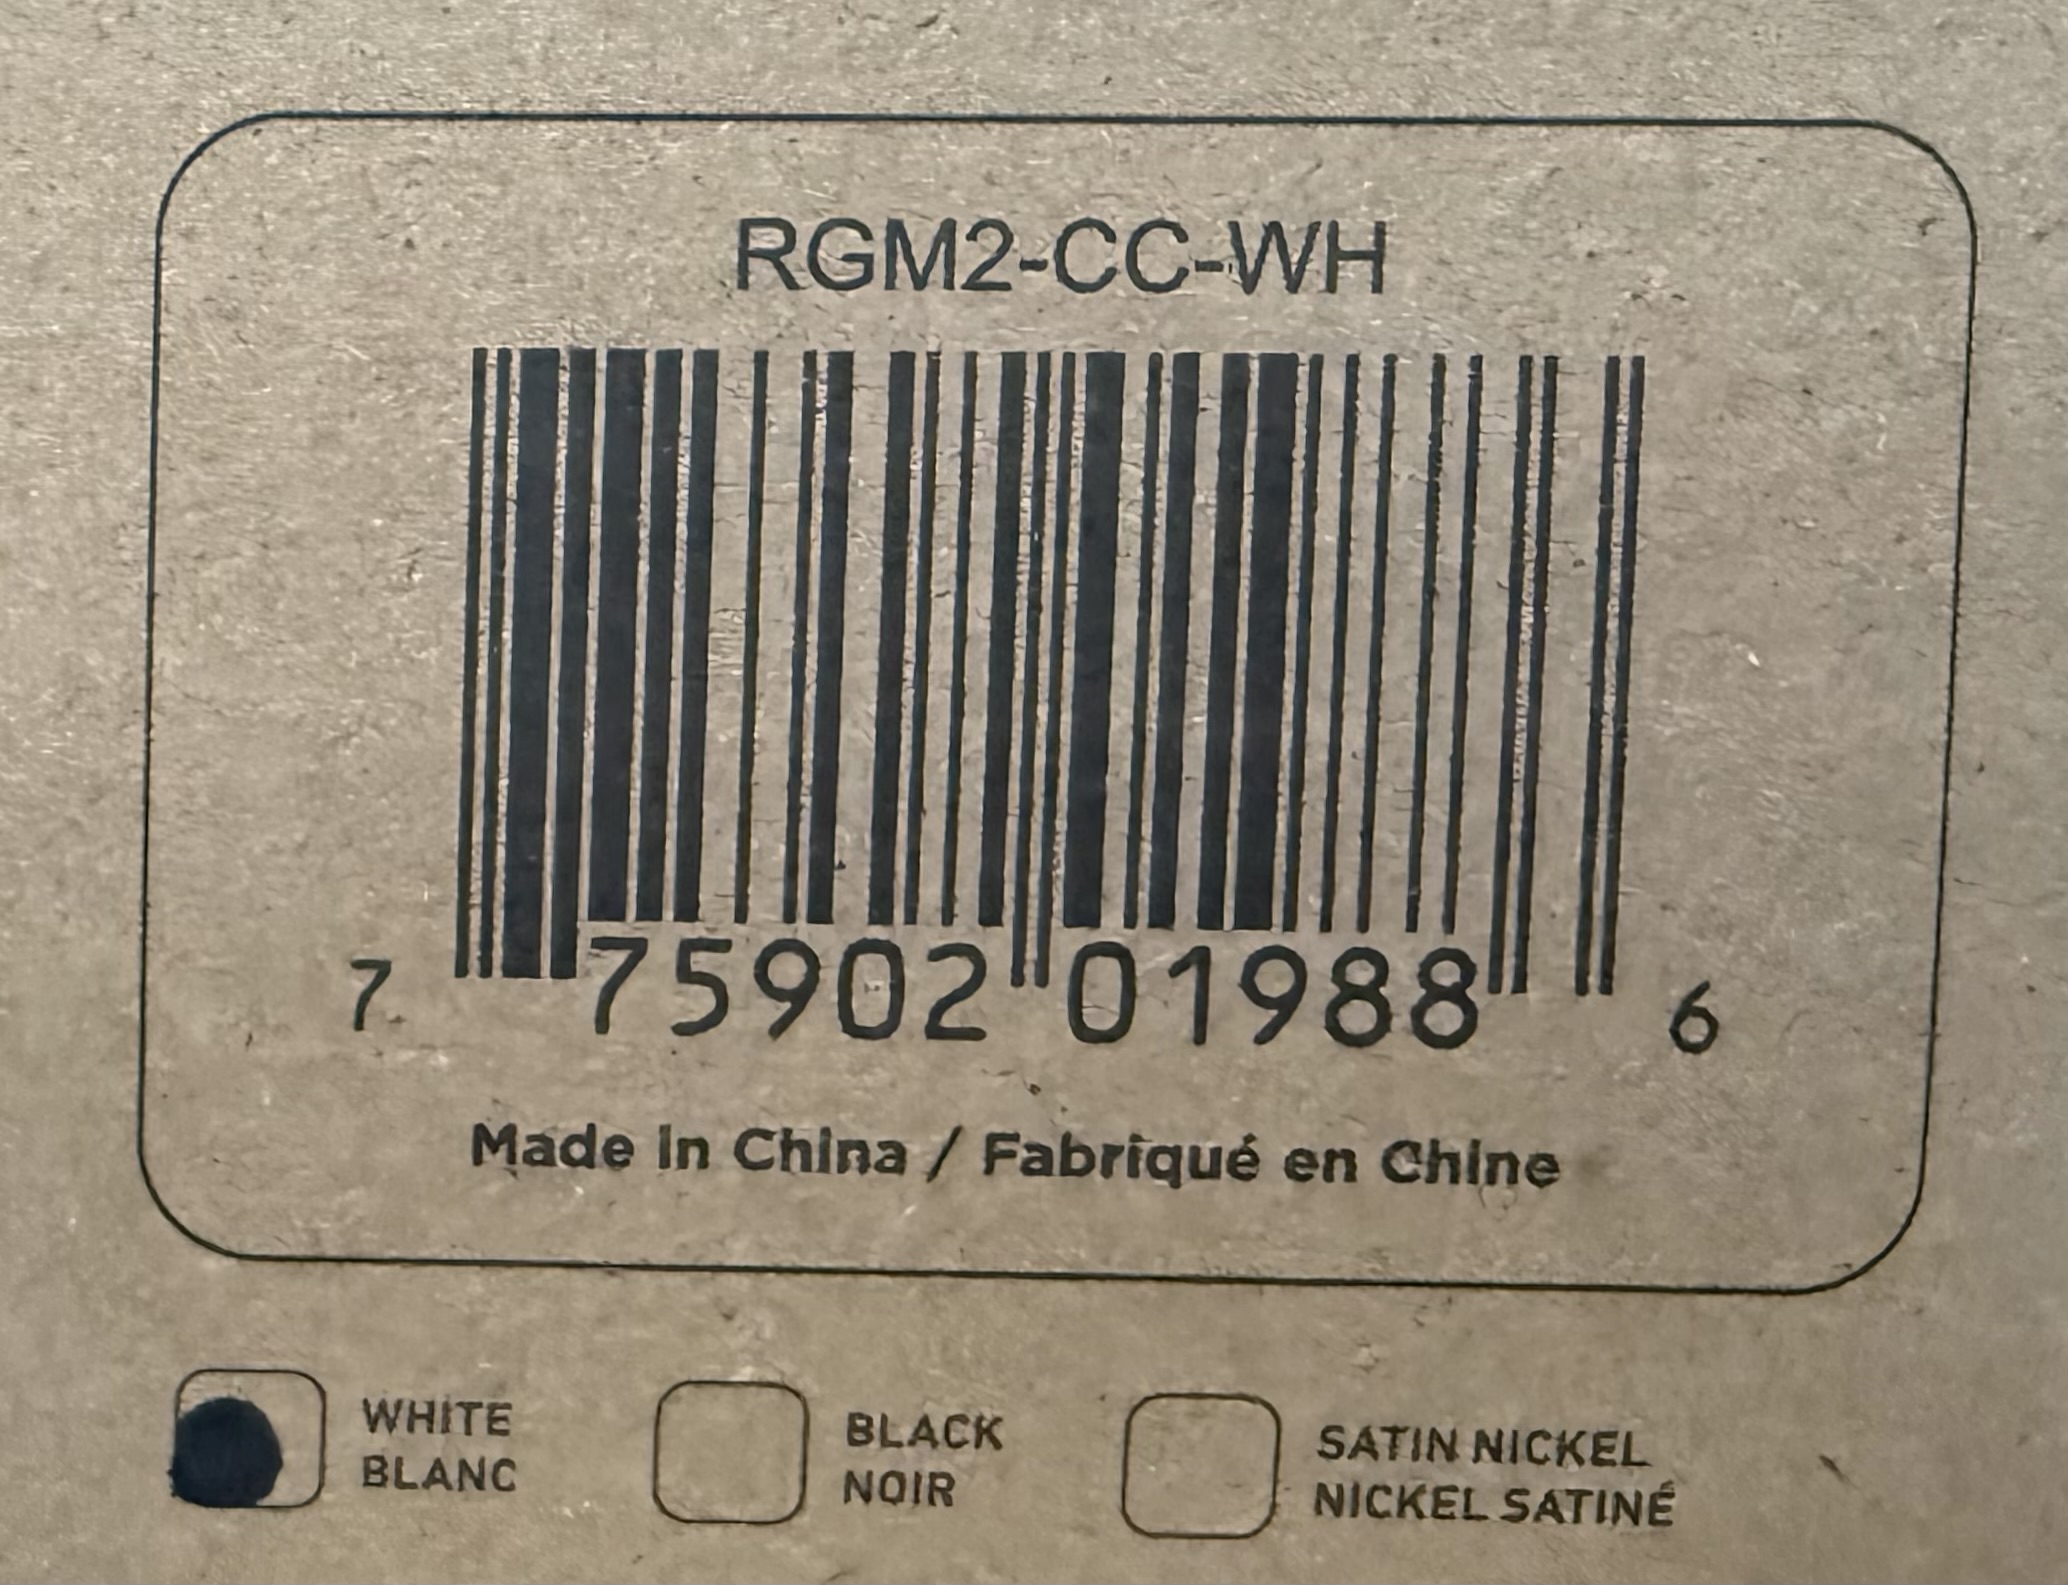 RGM2-CC-WH
7 75902 01988 6
Made in China / Fabriqué en Chine
WHITE
BLANC
BLACK
NOIR
SATIN NICKEL
NICKEL SATINÉ